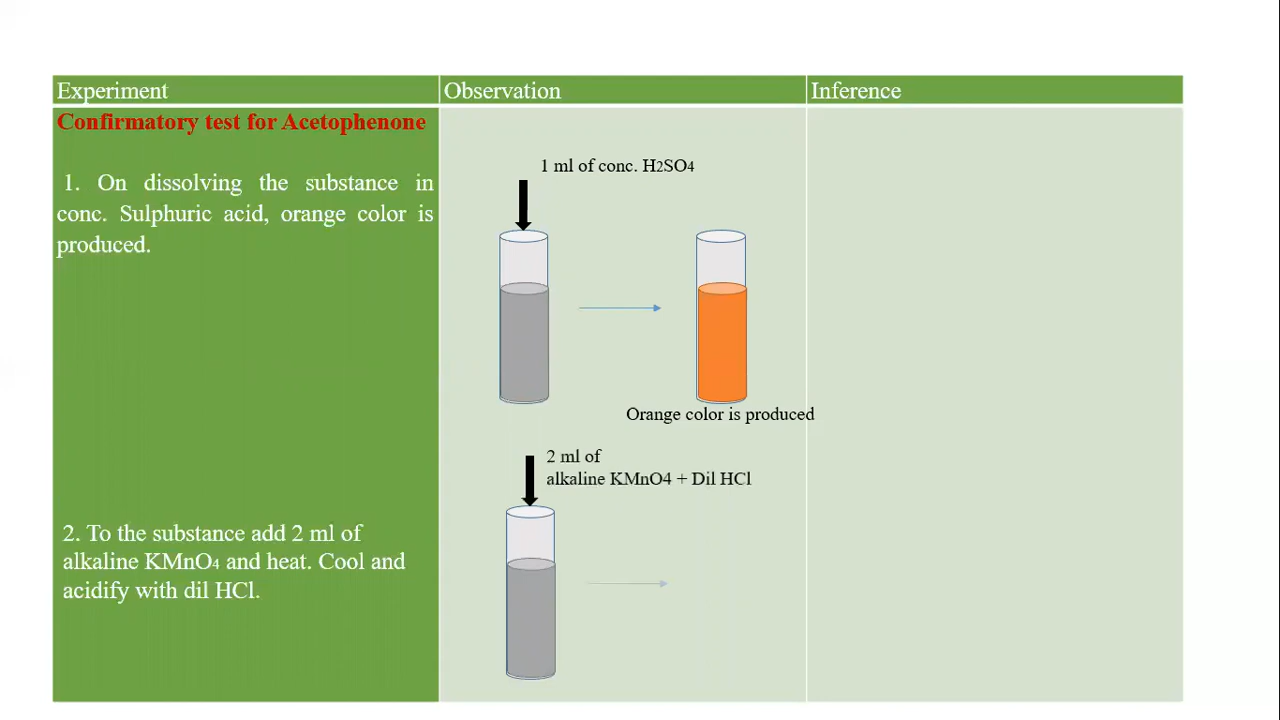 Experiment
Observation
Inference
Confirmatory test for Acetophenone
1. On dissolving the substance in
conc. Sulphuric acid, orange color is
produced.
1 ml of conc. H2SO4
Orange color is produced
2 ml of
alkaline KMnO4 + Dil HCl
2. To the substance add 2 ml of
alkaline KMnO4 and heat. Cool and
acidify with dil HCl.